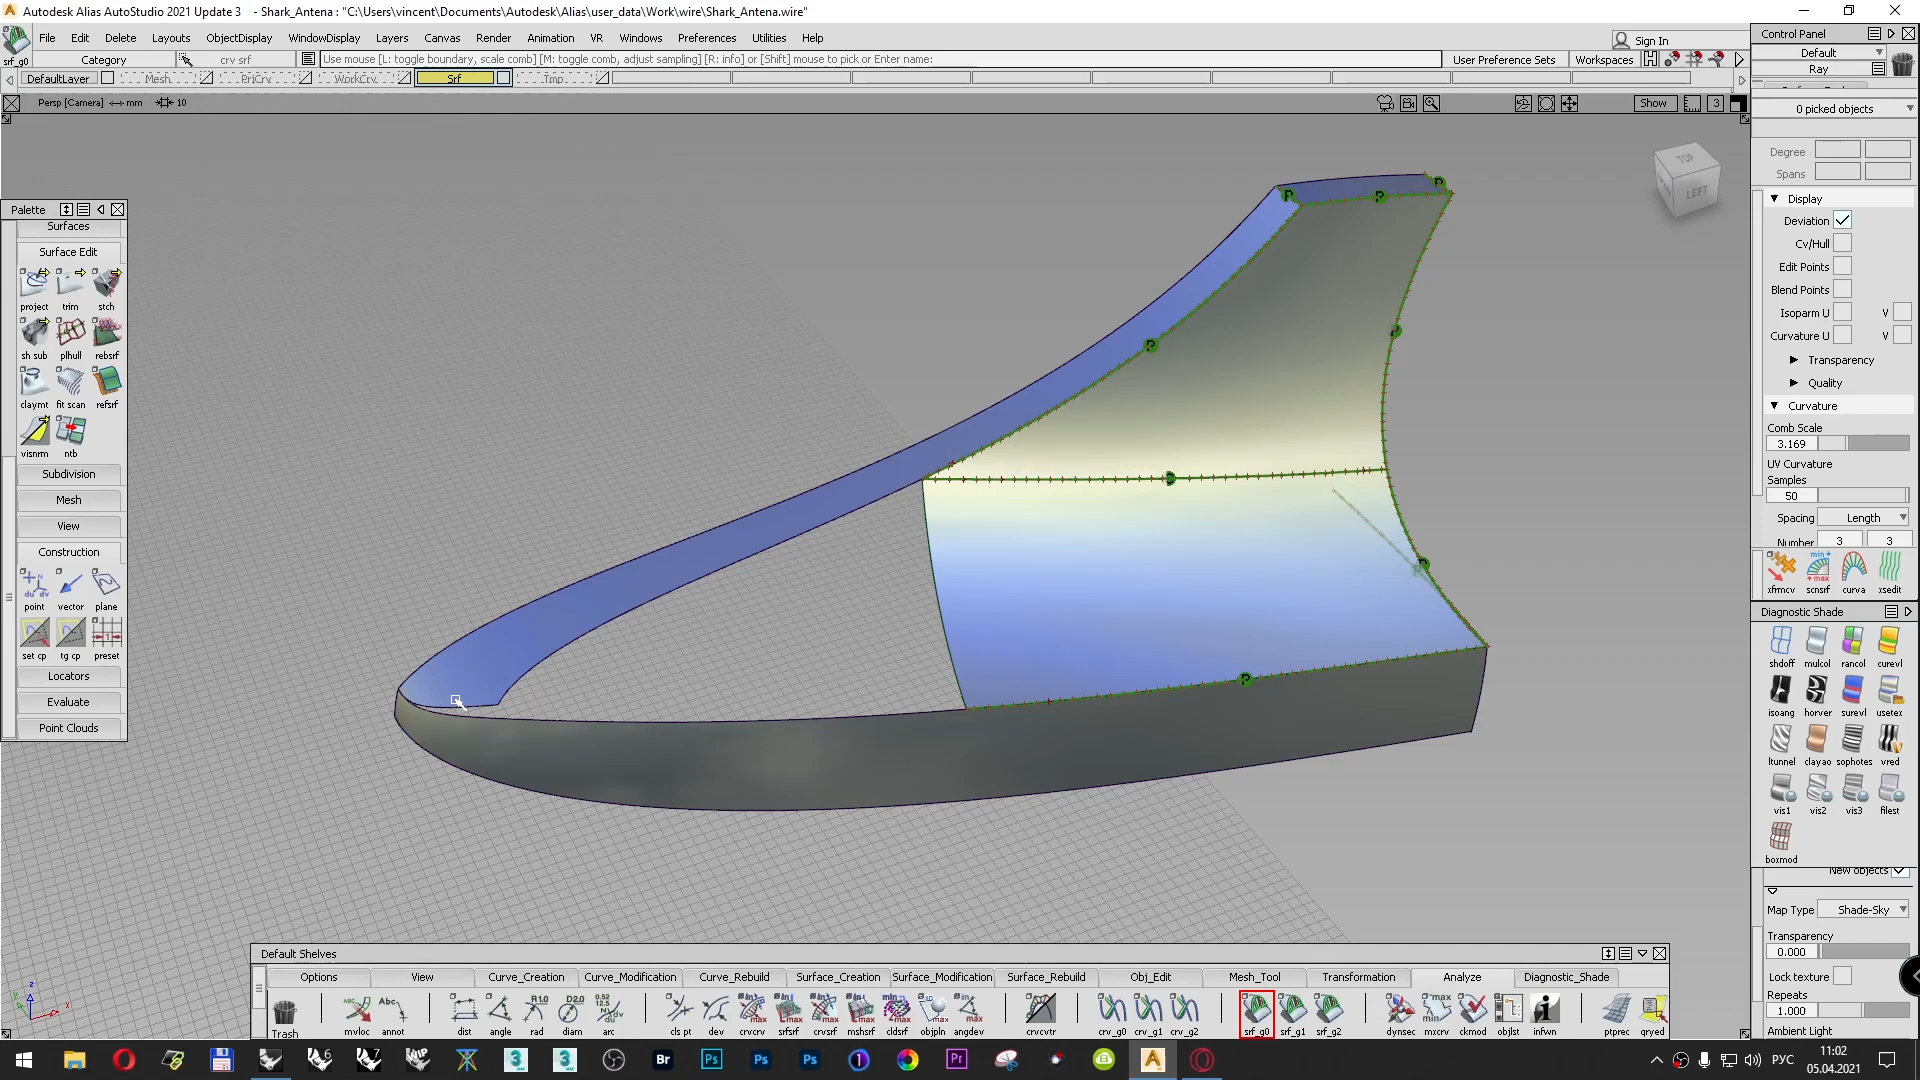 Autodesk Alias AutoStudio 2021 Update 3 - Shark_Antena : "C:\Users\vincent\Documents\Autodesk\Alias\user_data\Work\wire\Shark_Antena.wire"
File Edit Delete Layouts ObjectDisplay WindowDisplay Layers Canvas Render Animation VR Windows Preferences Utilities Help
Sign In
srf_g0 Category crv srf Use mouse [L: toggle boundary, scale comb] [M: toggle comb, adjust sampling] [R: info] or [Shift] mouse to pick or Enter name: User Preference Sets Workspaces
DefaultLayer Mesh PrjCrv WorkCrv Srf Tmp
Persp [Camera] mm 10 Show 3
Palette
Surfaces
Surface Edit
project trim stch
sh sub plhull rebsrf
claymt fit scan refsrf
visnrm ntb
Subdivision
Mesh
View
Construction
point vector plane
set cp tg cp preset
Locators
Evaluate
Point Clouds
P P P
P P
P P
P
TOP
LEFT
Control Panel
Default
Ray
0 picked objects
Degree
Spans
Display
Deviation
Cv/Hull
Edit Points
Blend Points
Isoparm U V
Curvature U V
Transparency
Quality
Curvature
Comb Scale
3.169
UV Curvature
Samples
50
Spacing Length
Number 3 3
xfrmcv scnsrf curva xsedit
Diagnostic Shade
shdoff mulcol rancol curevl
isoang horver surevl usetex
ltunnel clayao sophotes vred
vis1 vis2 vis3 filest
boxmod
New objects
Map Type Shade-Sky
Transparency
0.000
Lock texture
Repeats
1.000
Ambient Light
Default Shelves
Options View Curve_Creation Curve_Modification Curve_Rebuild Surface_Creation Surface_Modification Surface_Rebuild Obj_Edit Mesh_Tool Transformation Analyze Diagnostic_Shade
Trash mvloc annot dist angle rad diam arc cls pt dev crvcrv srfsrf crvsrf mshsrf cldsrf objpln angdev crvcvtr crv_g0 crv_g1 crv_g2 srf_g0 srf_g1 srf_g2 dynsec mxcrv ckmod objlst infwn ptprec qryed
РУС
11:02
05.04.2021